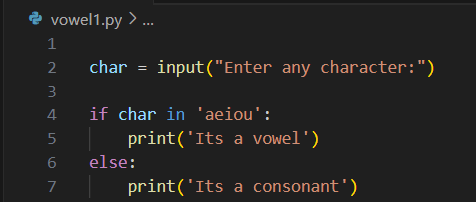 vowel1.py > ...
1
2 char = input("Enter any character:")
3
4 if char in 'aeiou':
5     print('Its a vowel')
6 else:
7     print('Its a consonant')